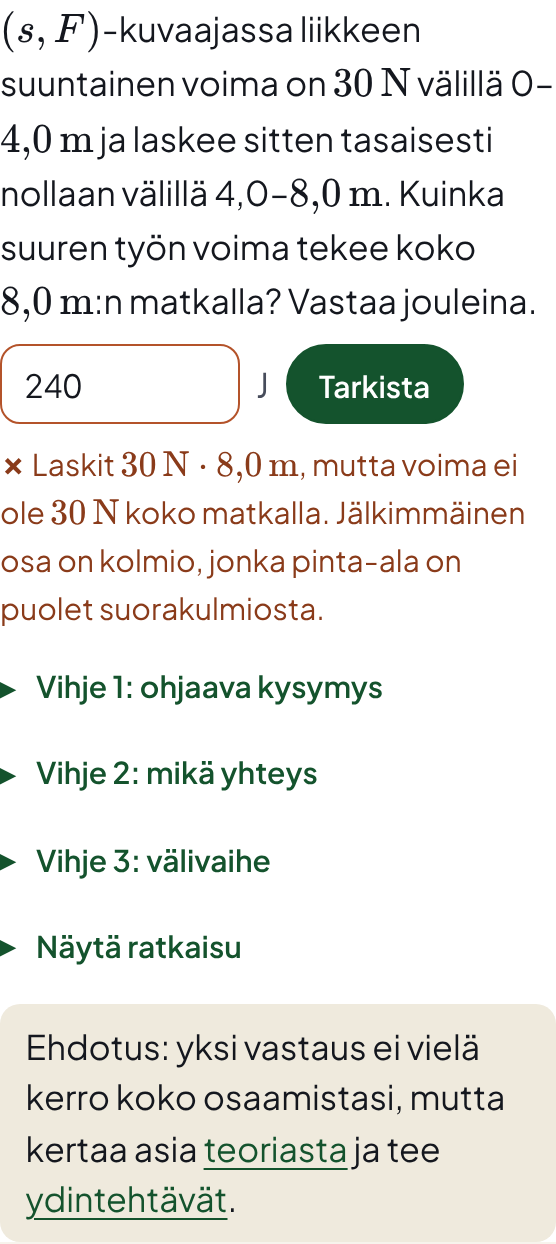 (s, F)-kuvaajassa liikkeen
suuntainen voima on 30 N välillä 0–
4,0 m ja laskee sitten tasaisesti
nollaan välillä 4,0–8,0 m. Kuinka
suuren työn voima tekee koko
8,0 m:n matkalla? Vastaa jouleina.
240 J Tarkista
× Laskit 30 N · 8,0 m, mutta voima ei
ole 30 N koko matkalla. Jälkimmäinen
osa on kolmio, jonka pinta-ala on
puolet suorakulmiosta.
▶ Vihje 1: ohjaava kysymys
▶ Vihje 2: mikä yhteys
▶ Vihje 3: välivaihe
▶ Näytä ratkaisu
Ehdotus: yksi vastaus ei vielä
kerro koko osaamistasi, mutta
kertaa asia teoriasta ja tee
ydintehtävät.